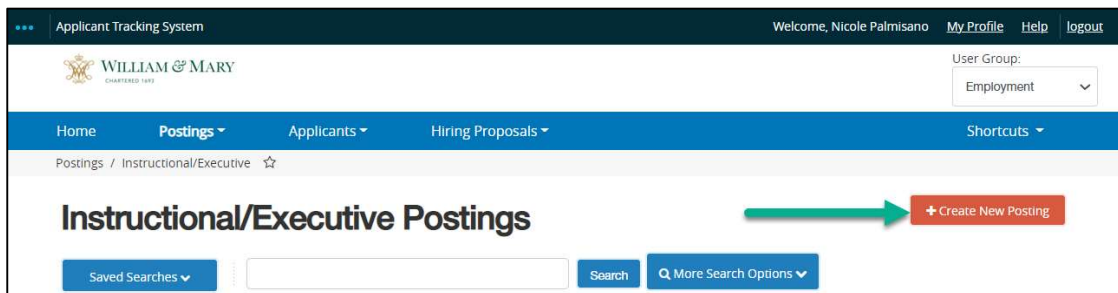 ••• Applicant Tracking System Welcome, Nicole Palmisano My Profile Help logout
WILLIAM & MARY
CHARTERED 1693
User Group:
Employment
Home Postings Applicants Hiring Proposals Shortcuts
Postings / Instructional/Executive
Instructional/Executive Postings
+ Create New Posting
Saved Searches Search More Search Options